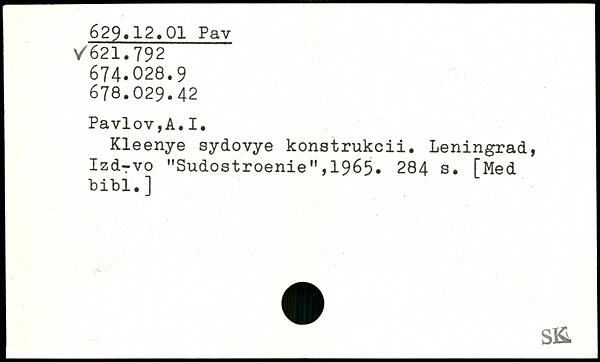 629.12.01 Pav
✓621.792
674.028.9
678.029.42
Pavlov,A.I.
Kleenye sydovye konstrukcii. Leningrad,
Izd-vo "Sudostroenie",1965. 284 s. [Med
bibl.]
SK